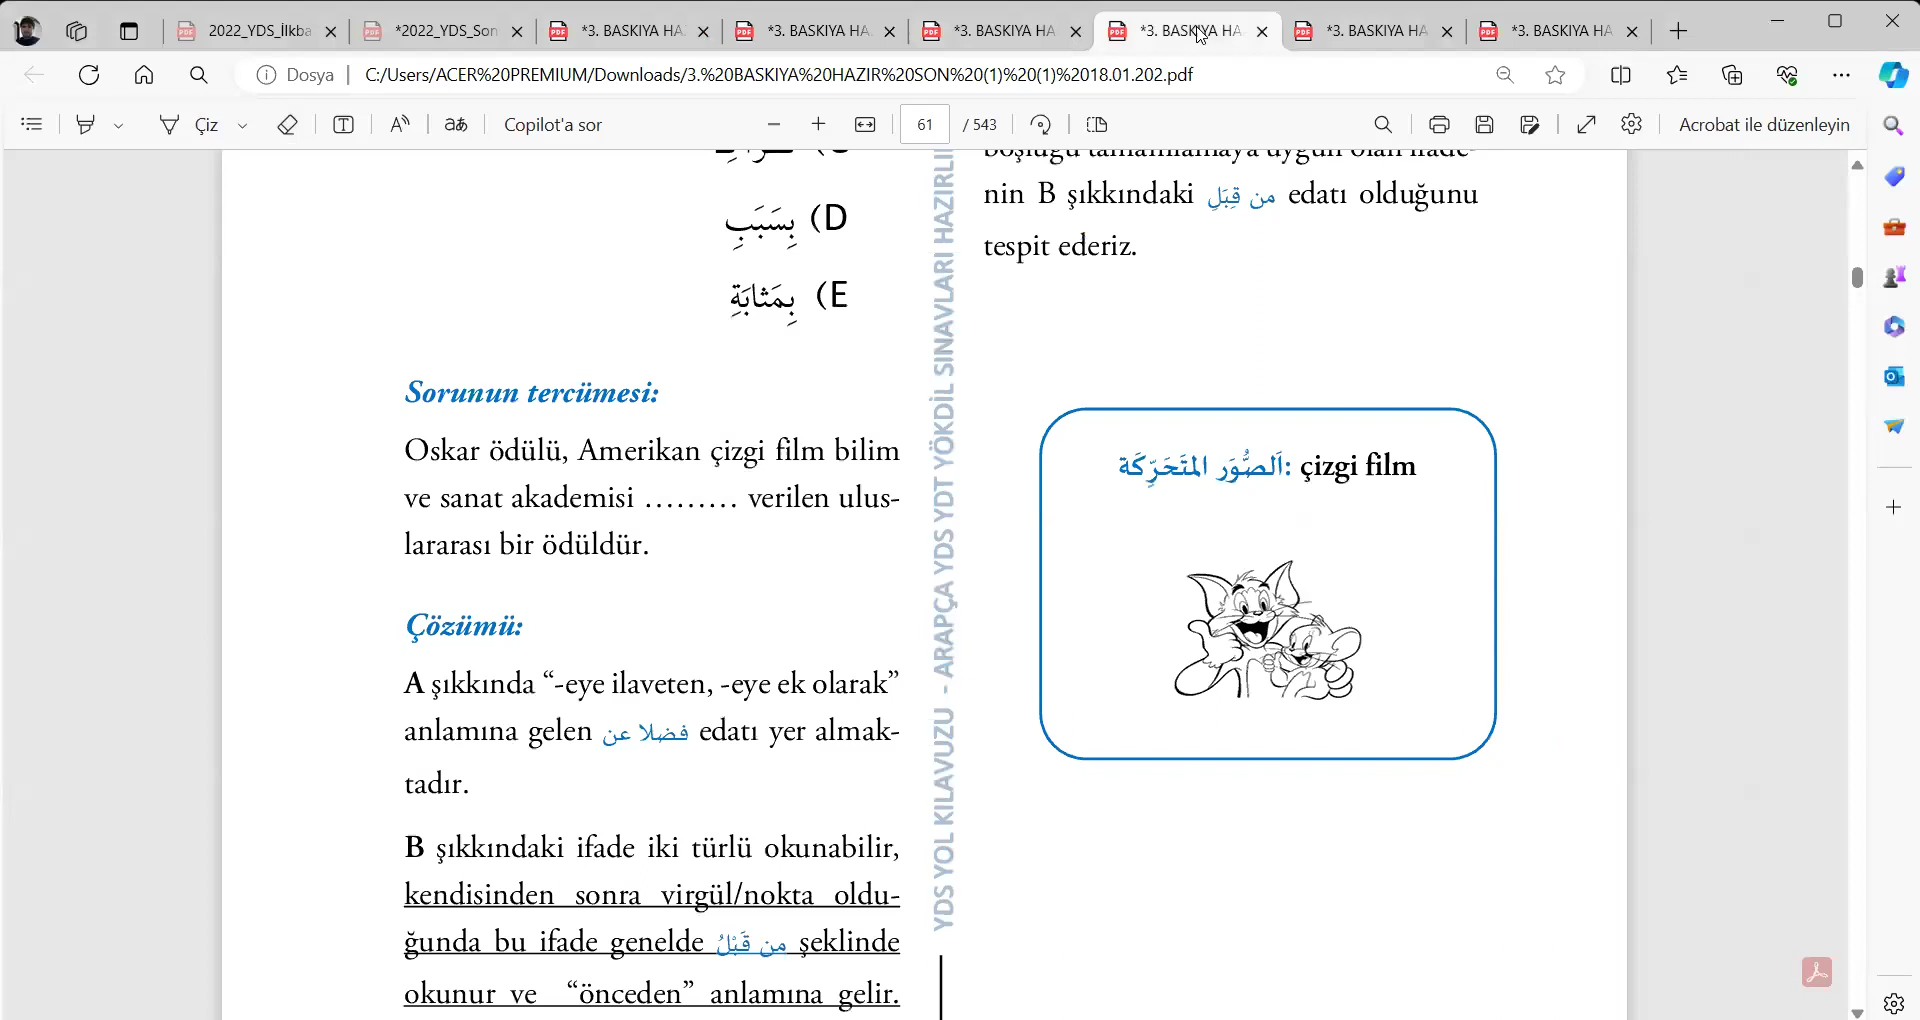 2022_YDS_İlkba
*2022_YDS_Son
*3. BASKIYA HA
*3. BASKIYA HA
*3. BASKIYA HA
*3. BASKIYA HA
*3. BASKIYA HA
*3. BASKIYA HA
Dosya
C:/Users/ACER%20PREMIUM/Downloads/3.%20BASKIYA%20HAZIR%20SON%20(1)%20(1)%2018.01.202.pdf
Çiz
Copilot'a sor
61 / 543
Acrobat ile düzenleyin
D) بِسَبَبِ
E) بِمَثابَةِ
Sorunun tercümesi:
Oskar ödülü, Amerikan çizgi film bilim
ve sanat akademisi ……… verilen ulus-
lararası bir ödüldür.
Çözümü:
A şıkkında “-eye ilaveten, -eye ek olarak”
anlamına gelen فضلا عن edatı yer almak-
tadır.
B şıkkındaki ifade iki türlü okunabilir,
kendisinden sonra virgül/nokta oldu-
ğunda bu ifade genelde من قَبْلُ şeklinde
okunur ve “önceden” anlamına gelir.
YDS YOL KILAVUZU - ARAPÇA YDS YDT YÖKDİL SINAVLARI HAZIRLI
boşluğu tamamlamaya uygun olan ifade-
nin B şıkkındaki من قِبَلِ edatı olduğunu
tespit ederiz.
اَلصُّوَر المتَحَرِّكَة: çizgi film